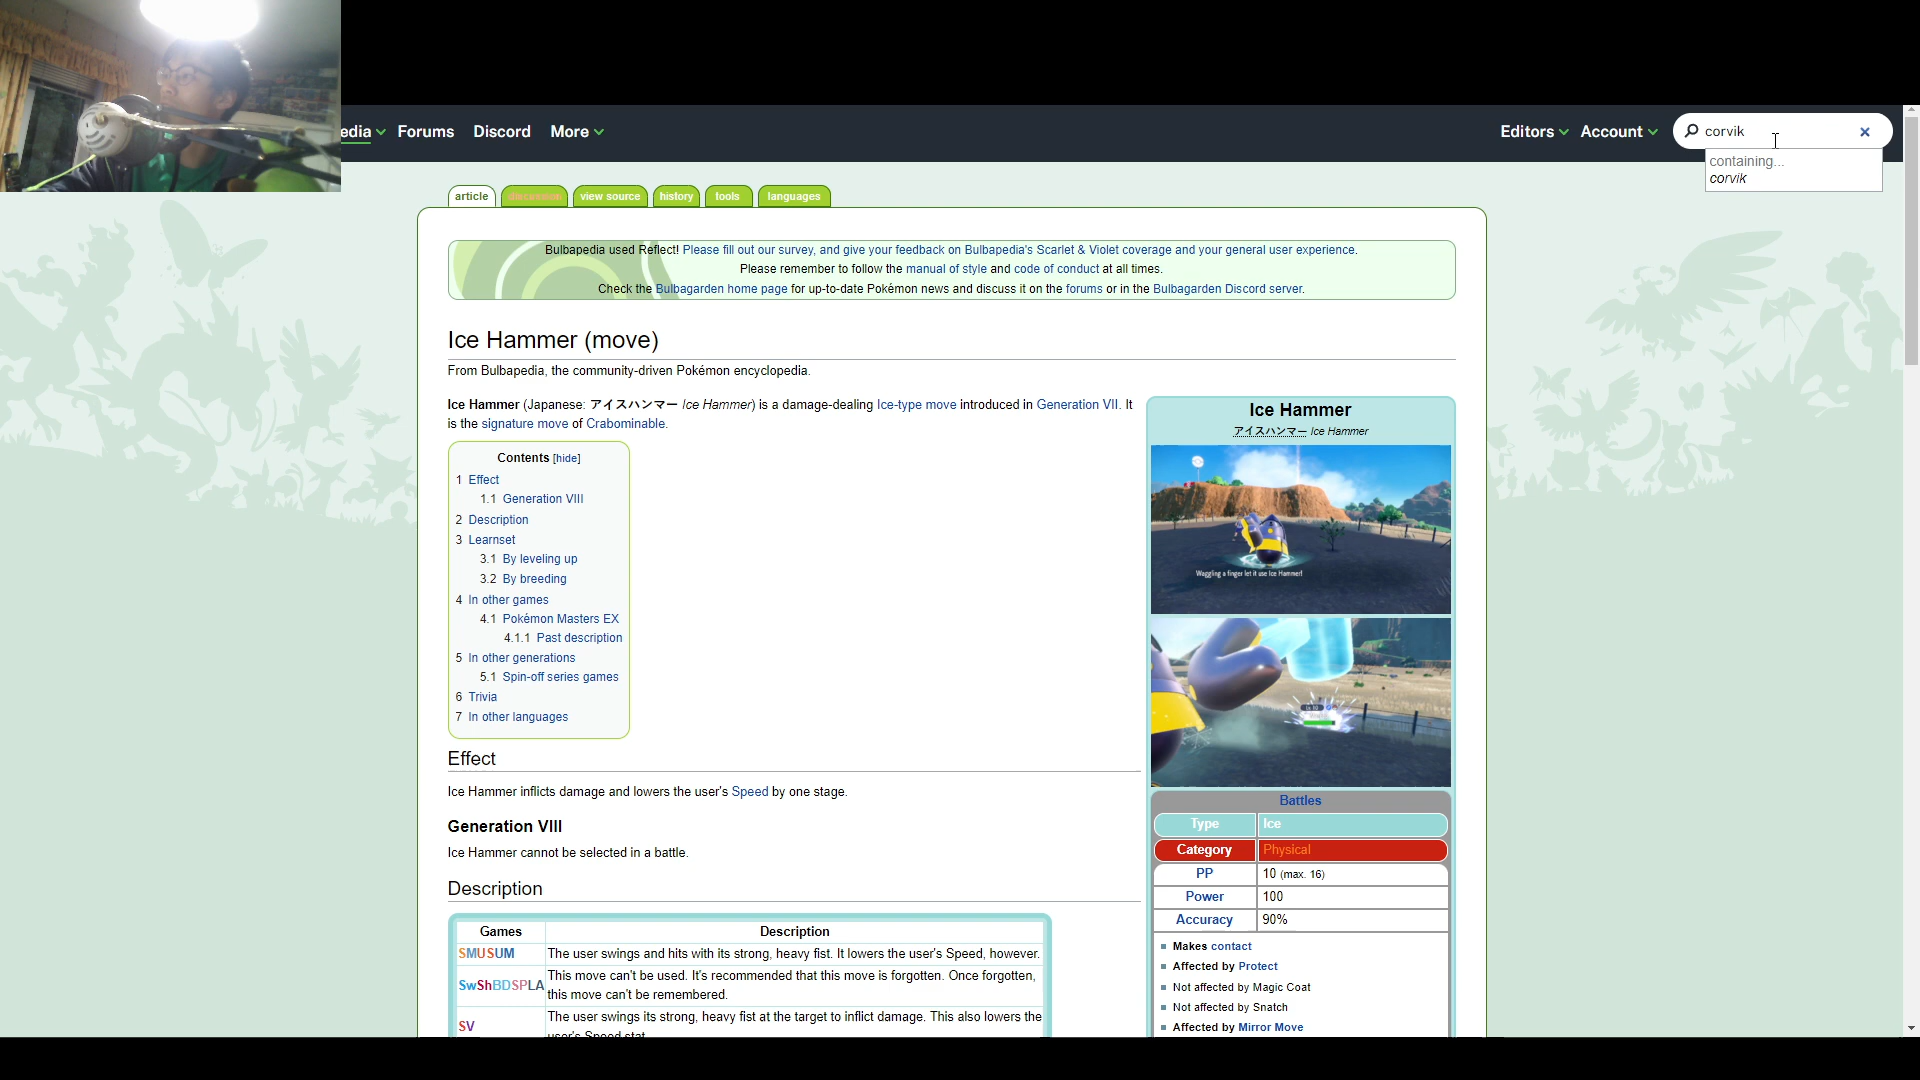 edia Forums Discord More Editors Account corvik
containing...
corvik
article view source history tools languages
Bulbapedia used Reflect! Please fill out our survey, and give your feedback on Bulbapedia's Scarlet & Violet coverage and your general user experience.
Please remember to follow the manual of style and code of conduct at all times.
Check the Bulbagarden home page for up-to-date Pokémon news and discuss it on the forums or in the Bulbagarden Discord server.
Ice Hammer (move)
From Bulbapedia, the community-driven Pokémon encyclopedia.
Ice Hammer (Japanese: アイスハンマー Ice Hammer) is a damage-dealing Ice-type move introduced in Generation VII. It
is the signature move of Crabominable.
Contents [hide]
1 Effect
1.1 Generation VIII
2 Description
3 Learnset
3.1 By leveling up
3.2 By breeding
4 In other games
4.1 Pokémon Masters EX
4.1.1 Past description
5 In other generations
5.1 Spin-off series games
6 Trivia
7 In other languages
Effect
Ice Hammer inflicts damage and lowers the user's Speed by one stage.
Generation VIII
Ice Hammer cannot be selected in a battle.
Description
Games Description
SMUSUM The user swings and hits with its strong, heavy fist. It lowers the user's Speed, however.
SwShBDSPLA This move can't be used. It's recommended that this move is forgotten. Once forgotten,
this move can't be remembered.
SV The user swings its strong, heavy fist at the target to inflict damage. This also lowers the
user's Speed stat.
Ice Hammer
アイスハンマー Ice Hammer
Waggling a finger let it use Ice Hammer!
Battles
Type Ice
Category Physical
PP 10 (max. 16)
Power 100
Accuracy 90%
Makes contact
Affected by Protect
Not affected by Magic Coat
Not affected by Snatch
Affected by Mirror Move